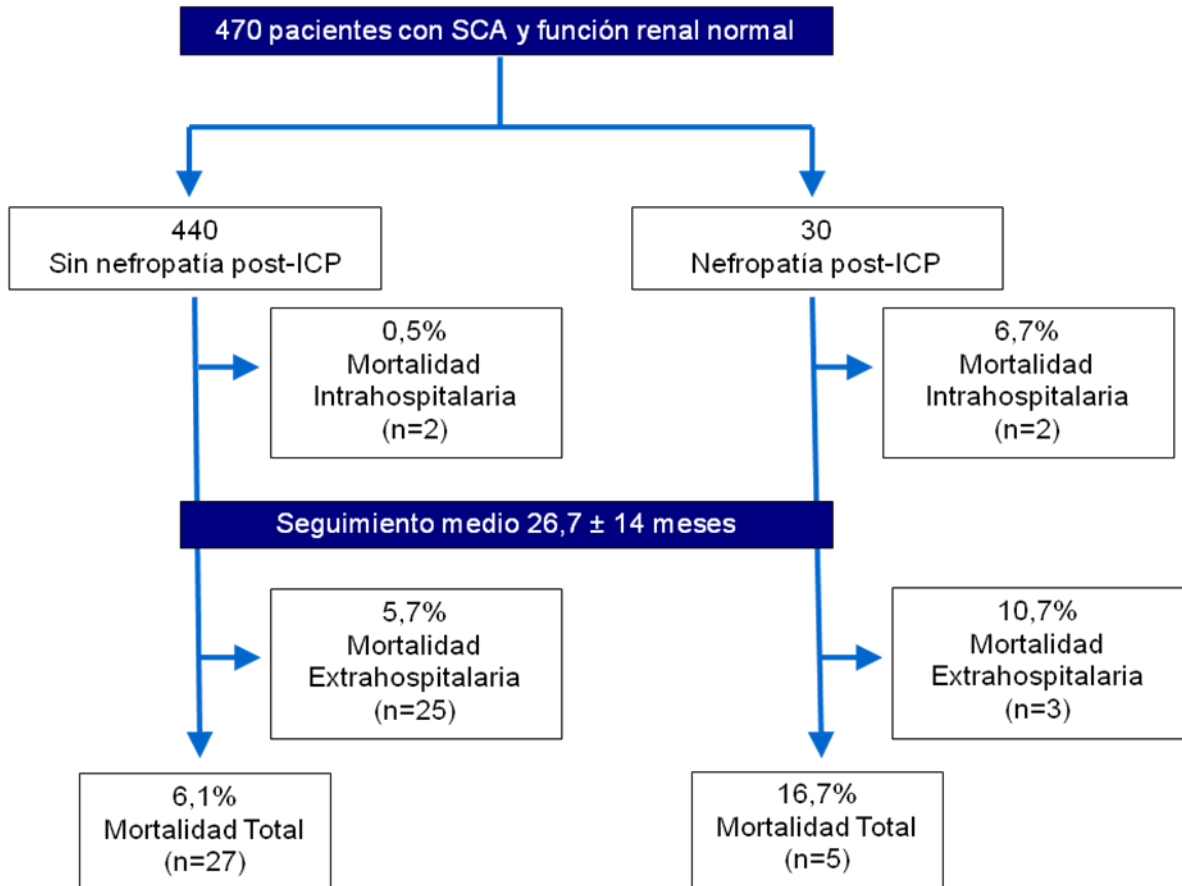 470 pacientes con SCA y función renal normal
440
Sin nefropatía post-ICP
30
Nefropatía post-ICP
0,5%
Mortalidad
Intrahospitalaria
(n=2)
6,7%
Mortalidad
Intrahospitalaria
(n=2)
Seguimiento medio 26,7 ± 14 meses
5,7%
Mortalidad
Extrahospitalaria
(n=25)
10,7%
Mortalidad
Extrahospitalaria
(n=3)
6,1%
Mortalidad Total
(n=27)
16,7%
Mortalidad Total
(n=5)